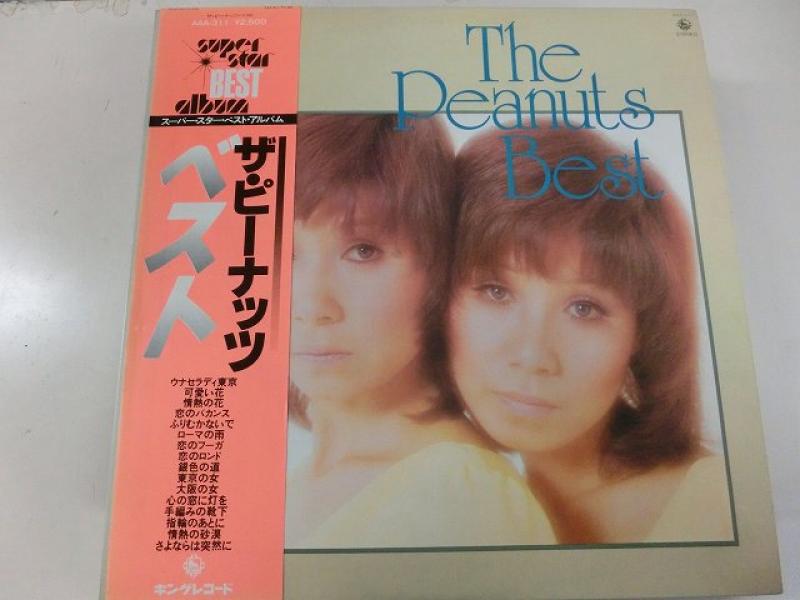 AAA-311 ¥2,500
super
star
BEST
album
スーパー・スター・ベスト・アルバム
ザ・ピーナッツ
ベスト
ウナセラディ東京
可愛い花
情熱の花
恋のバカンス
ふりむかないで
ローマの雨
恋のフーガ
恋のロンド
銀色の道
東京の女
大阪の女
心の窓に灯を
手編みの靴下
指輪のあとに
情熱の砂漠
さよならは突然に
キングレコード
The
Peanuts
Best